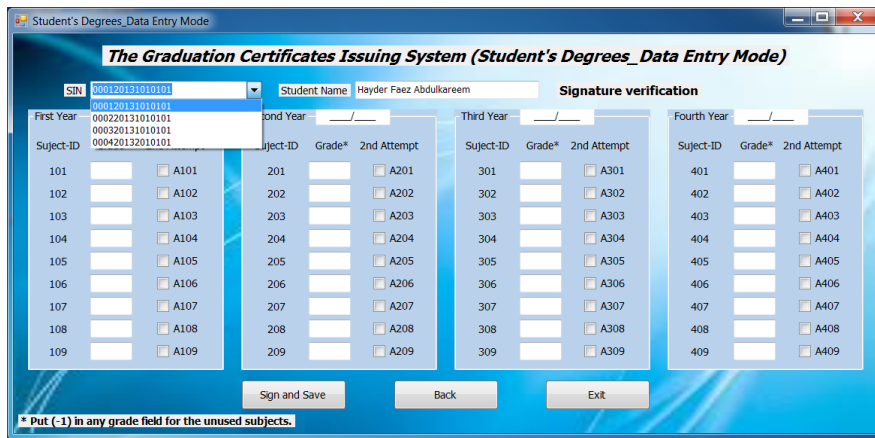 Student's Degrees_Data Entry Mode
The Graduation Certificates Issuing System (Student's Degrees_Data Entry Mode)
SIN 000120131010101 Student Name Hayder Faez Abdulkareem Signature verification
000120131010101
000220131010101
000320131010101
000420132010101
First Year Year ___/___ Third Year ___/___ Fourth Year ___/___
Suject-ID Grade* 2nd Attempt Suject-ID Grade* 2nd Attempt Suject-ID Grade* 2nd Attempt
101 A101 201 A201 301 A301 401 A401
102 A102 202 A202 302 A302 402 A402
103 A103 203 A203 303 A303 403 A403
104 A104 204 A204 304 A304 404 A404
105 A105 205 A205 305 A305 405 A405
106 A106 206 A206 306 A306 406 A406
107 A107 207 A207 307 A307 407 A407
108 A108 208 A208 308 A308 408 A408
109 A109 209 A209 309 A309 409 A409
Sign and Save Back Exit
* Put (-1) in any grade field for the unused subjects.